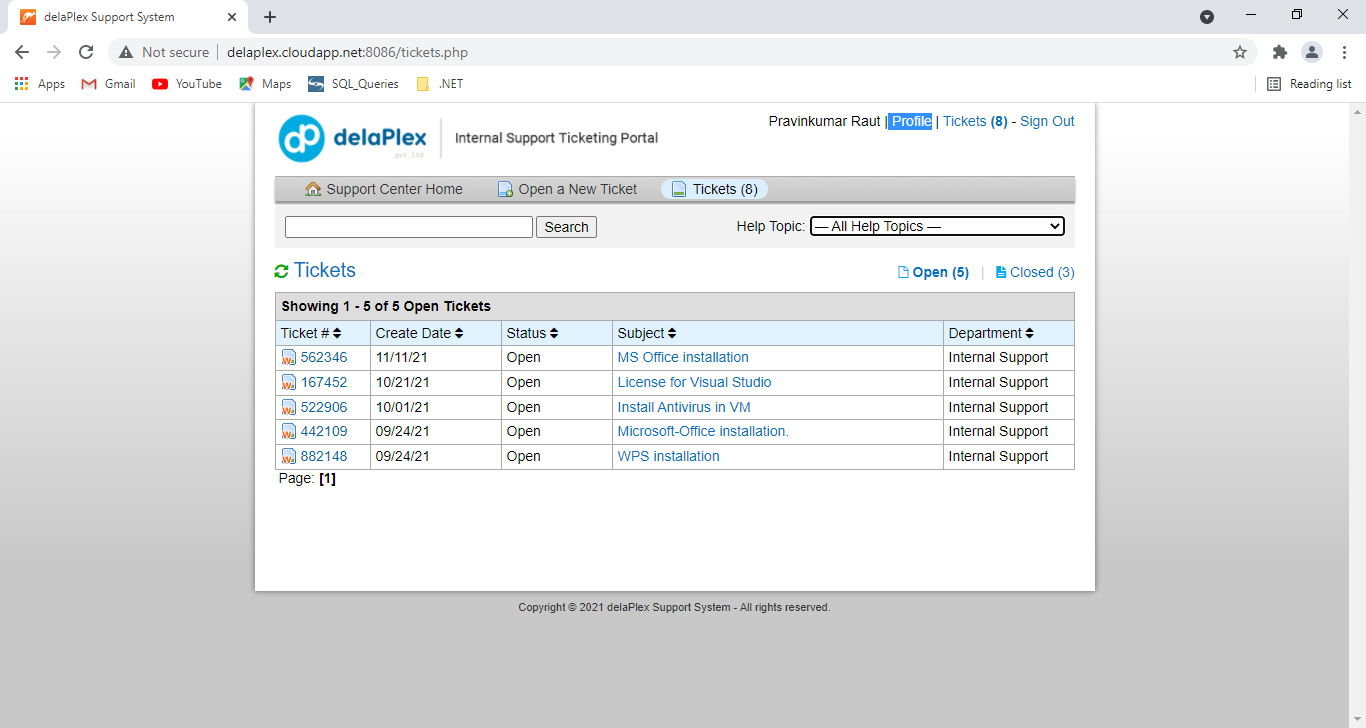 delaPlex Support System
Not secure | delaplex.cloudapp.net:8086/tickets.php
Apps Gmail YouTube Maps SQL_Queries .NET Reading list
dp delaPlex pvt.ltd. Internal Support Ticketing Portal
Pravinkumar Raut | Profile | Tickets (8) - Sign Out
Support Center Home Open a New Ticket Tickets (8)
Search Help Topic: — All Help Topics —
Tickets Open (5) | Closed (3)
Showing 1 - 5 of 5 Open Tickets
Ticket # Create Date Status Subject Department
562346 11/11/21 Open MS Office installation Internal Support
167452 10/21/21 Open License for Visual Studio Internal Support
522906 10/01/21 Open Install Antivirus in VM Internal Support
442109 09/24/21 Open Microsoft-Office installation. Internal Support
882148 09/24/21 Open WPS installation Internal Support
Page: [1]
Copyright © 2021 delaPlex Support System - All rights reserved.